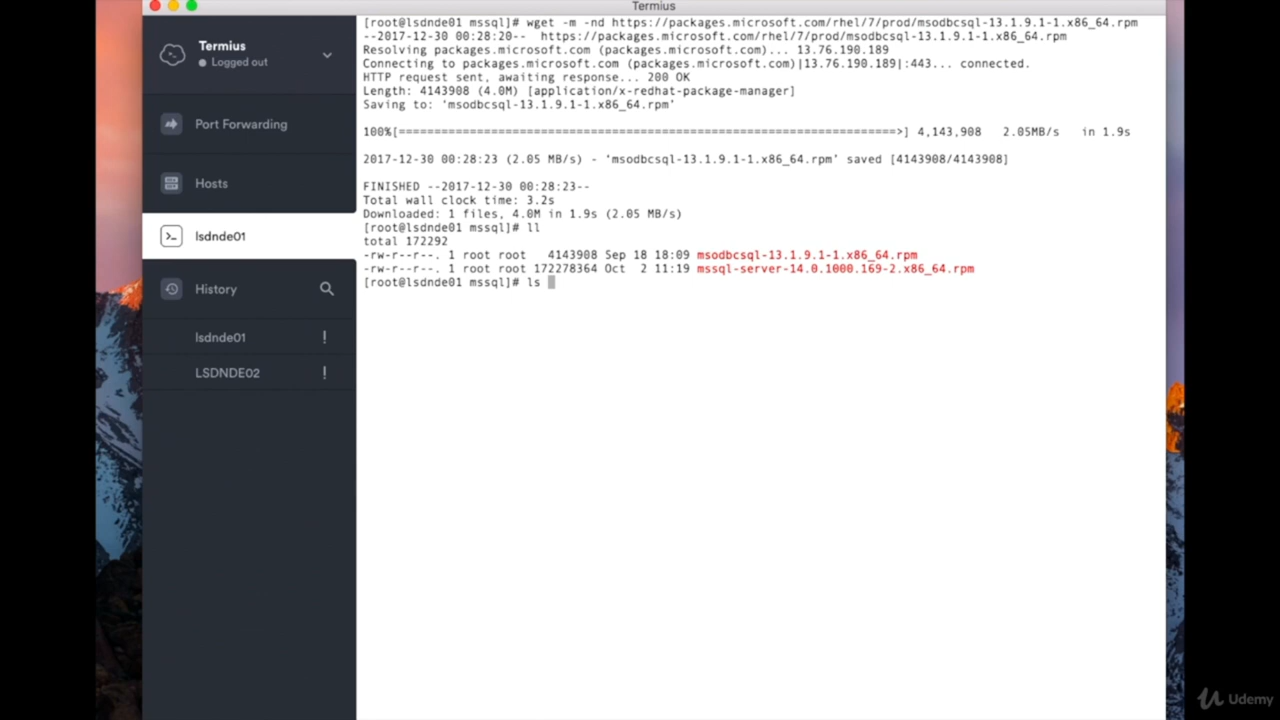 Termius
Termius
Logged out
Port Forwarding
Hosts
lsdnde01
History
lsdnde01 !
LSDNDE02 !
[root@lsdnde01 mssql]# wget -m -nd https://packages.microsoft.com/rhel/7/prod/msodbcsql-13.1.9.1-1.x86_64.rpm
--2017-12-30 00:28:20-- https://packages.microsoft.com/rhel/7/prod/msodbcsql-13.1.9.1-1.x86_64.rpm
Resolving packages.microsoft.com (packages.microsoft.com)... 13.76.190.189
Connecting to packages.microsoft.com (packages.microsoft.com)|13.76.190.189|:443... connected.
HTTP request sent, awaiting response... 200 OK
Length: 4143908 (4.0M) [application/x-redhat-package-manager]
Saving to: 'msodbcsql-13.1.9.1-1.x86_64.rpm'
100%[======================================================================>] 4,143,908 2.05MB/s in 1.9s
2017-12-30 00:28:23 (2.05 MB/s) - 'msodbcsql-13.1.9.1-1.x86_64.rpm' saved [4143908/4143908]
FINISHED --2017-12-30 00:28:23--
Total wall clock time: 3.2s
Downloaded: 1 files, 4.0M in 1.9s (2.05 MB/s)
[root@lsdnde01 mssql]# ll
total 172292
-rw-r--r--. 1 root root 4143908 Sep 18 18:09 msodbcsql-13.1.9.1-1.x86_64.rpm
-rw-r--r--. 1 root root 172278364 Oct 2 11:19 mssql-server-14.0.1000.169-2.x86_64.rpm
[root@lsdnde01 mssql]# ls
Udemy